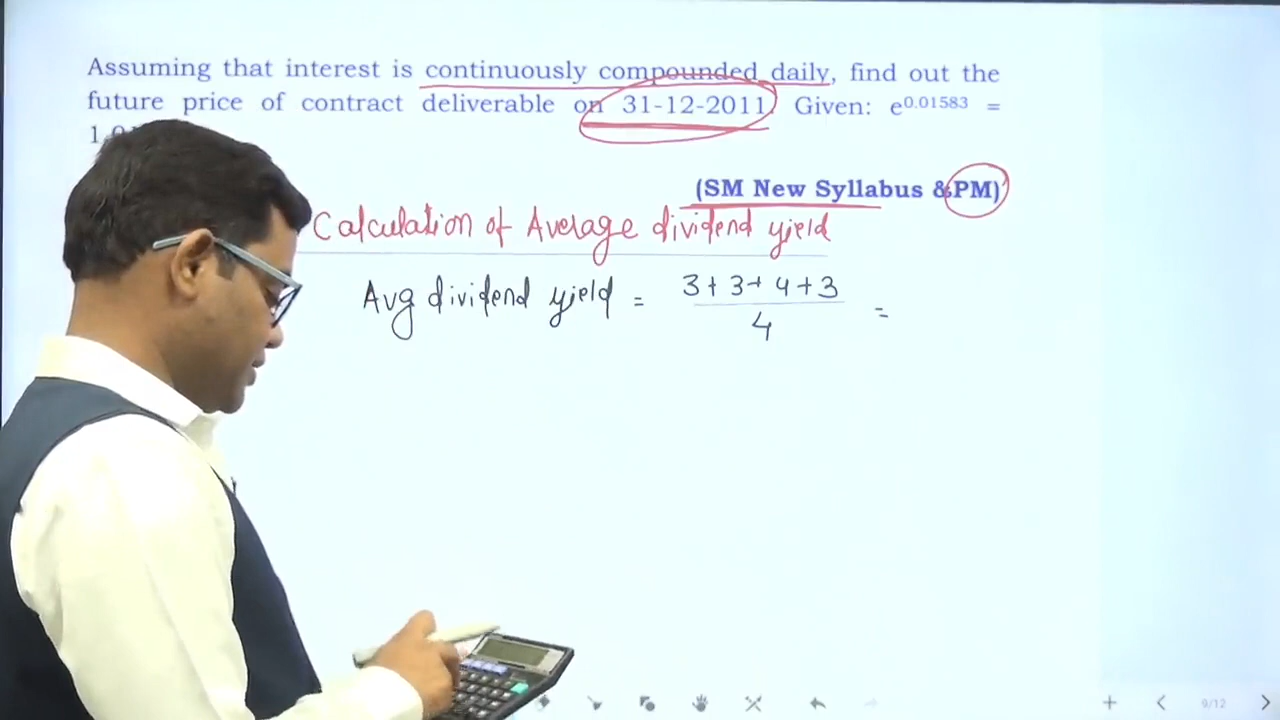 Assuming that interest is continuously compounded daily, find out the
future price of contract deliverable on 31-12-2011. Given: e^0.01583 =
(SM New Syllabus & PM)
Calculation of Average dividend yield
Avg dividend yield = 3+3+4+3 =
4
9/12